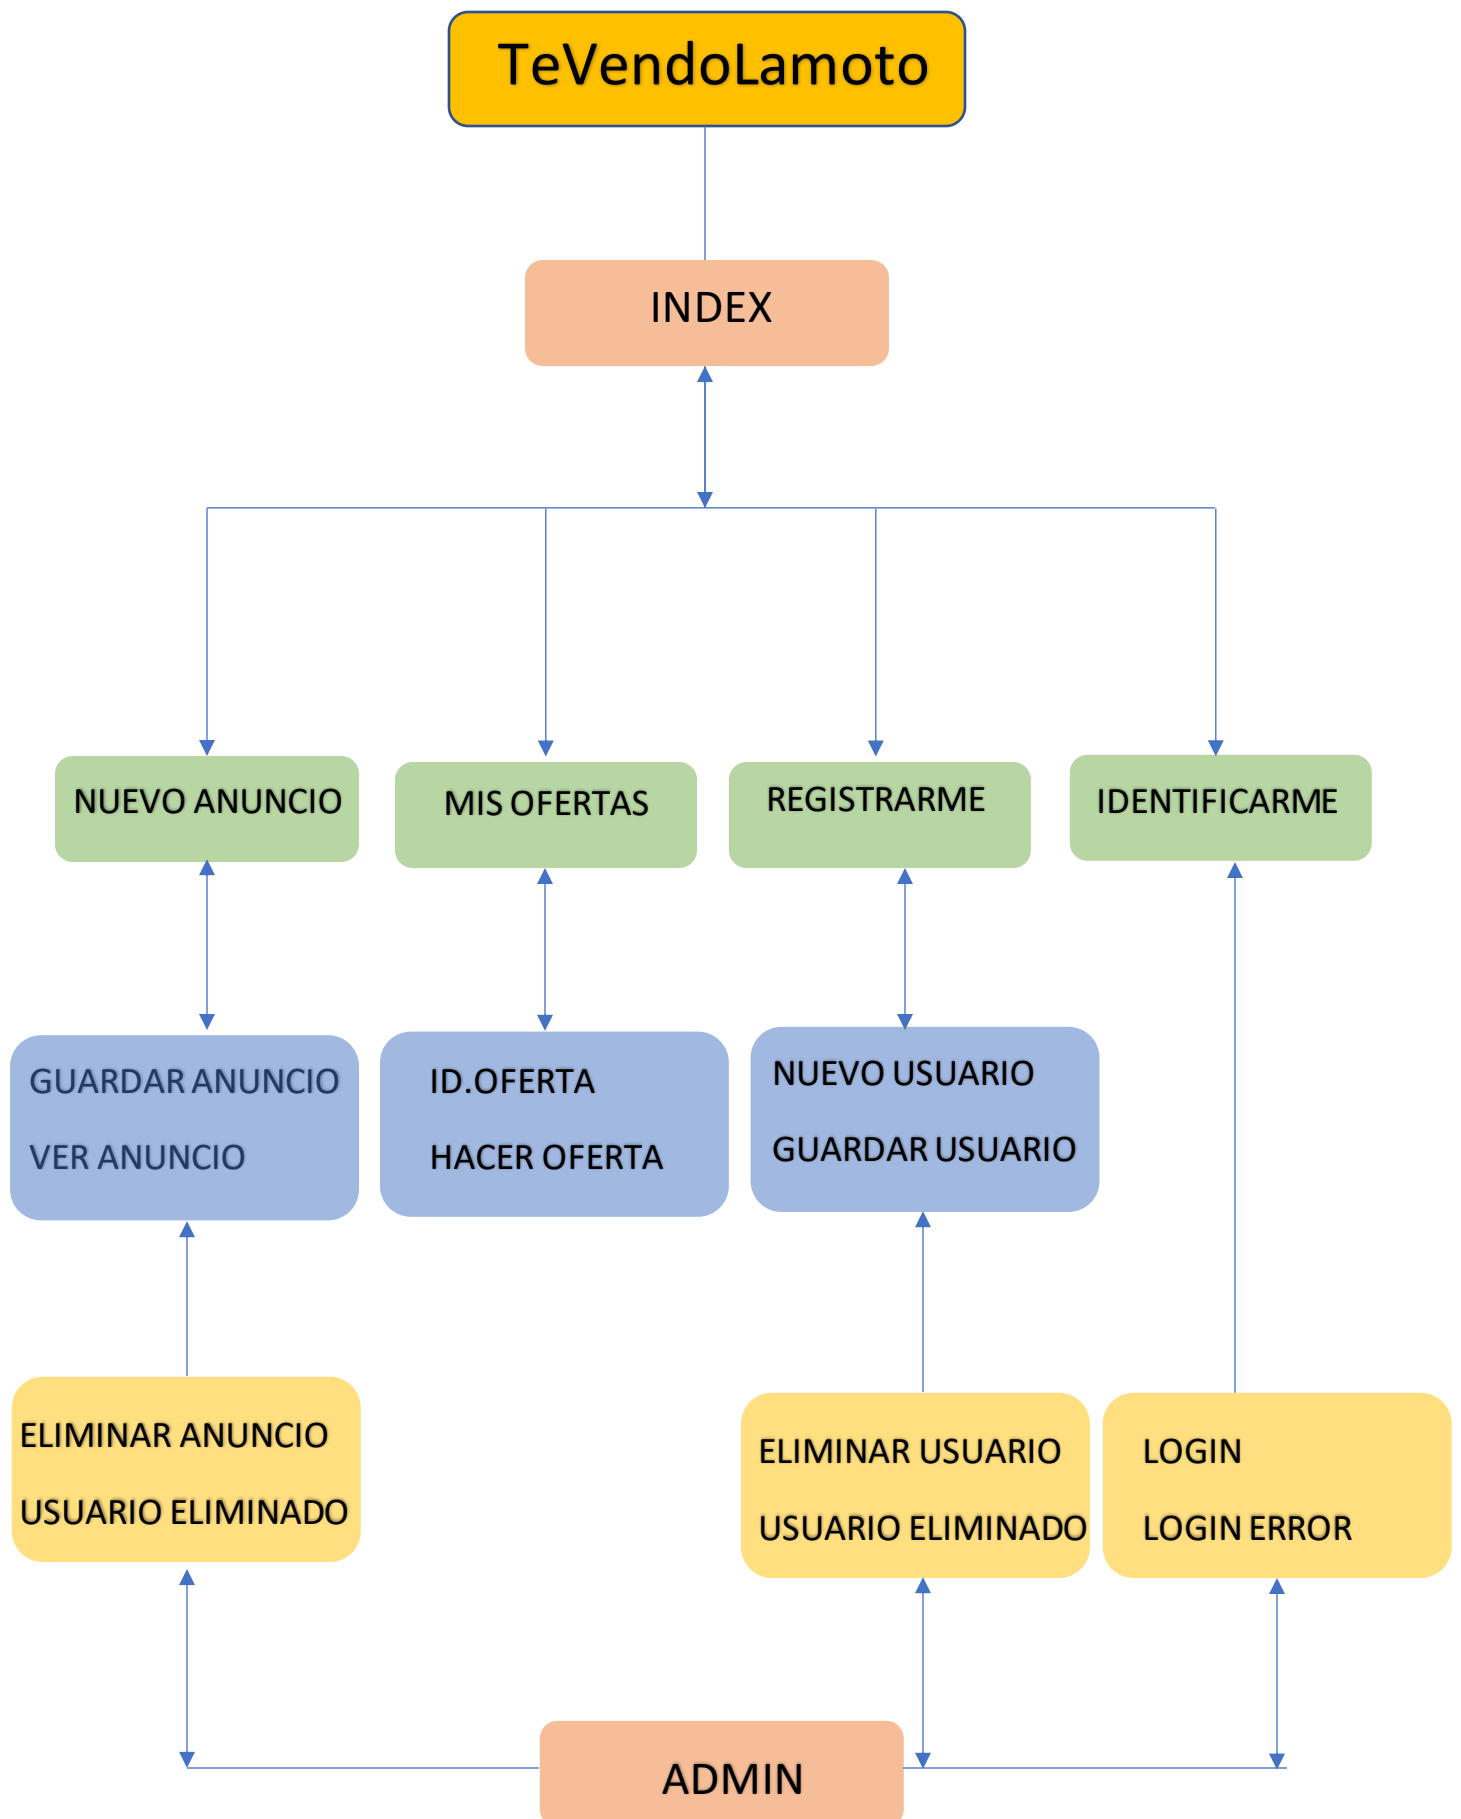 TeVendoLamoto
INDEX
NUEVO ANUNCIO
MIS OFERTAS
REGISTRARME
IDENTIFICARME
GUARDAR ANUNCIO
VER ANUNCIO
ID.OFERTA
HACER OFERTA
NUEVO USUARIO
GUARDAR USUARIO
ELIMINAR ANUNCIO
USUARIO ELIMINADO
ELIMINAR USUARIO
USUARIO ELIMINADO
LOGIN
LOGIN ERROR
ADMIN